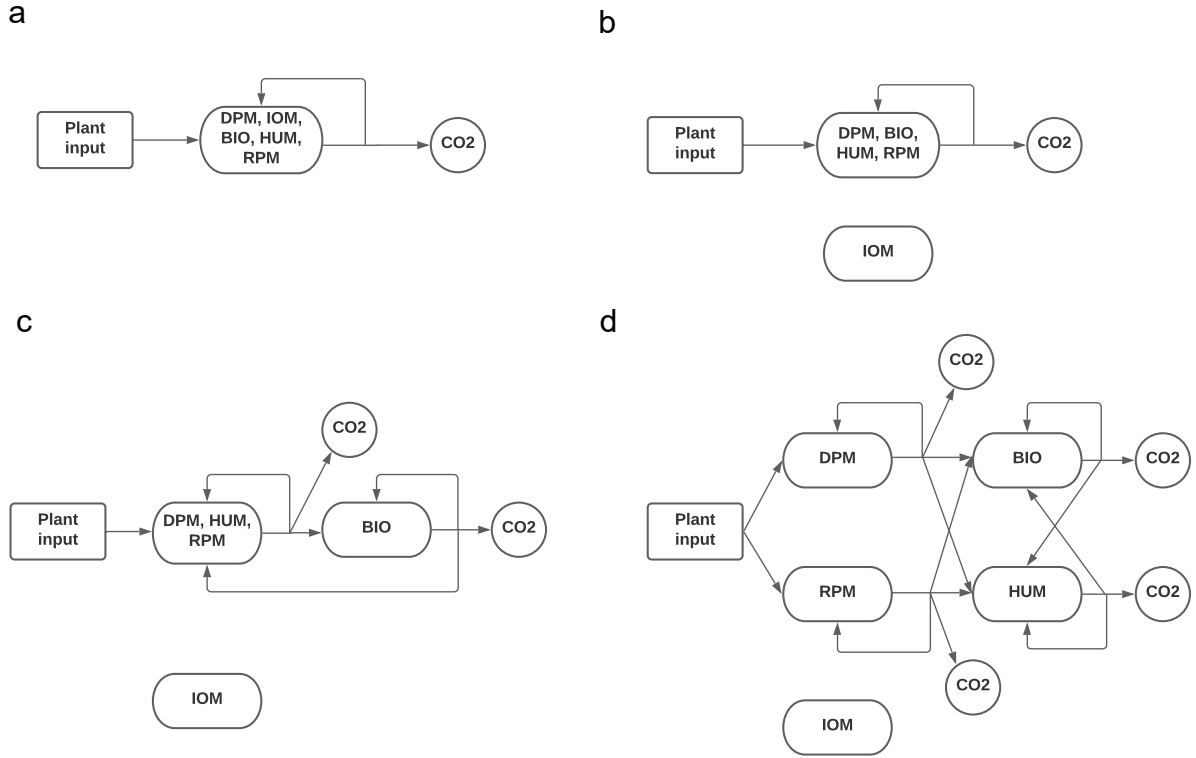 a
Plant
input
DPM, IOM,
BIO, HUM,
RPM
CO2
b
Plant
input
DPM, BIO,
HUM, RPM
CO2
IOM
c
Plant
input
DPM, HUM,
RPM
CO2
BIO
CO2
IOM
d
Plant
input
DPM
CO2
BIO
CO2
RPM
HUM
CO2
CO2
IOM